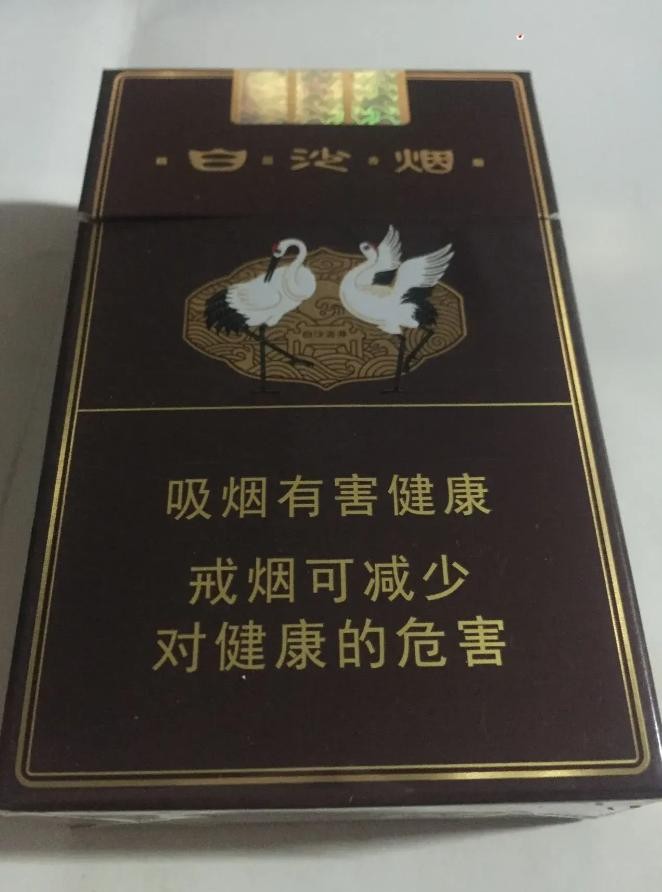 白沙烟
吸烟有害健康
戒烟可减少
对健康的危害